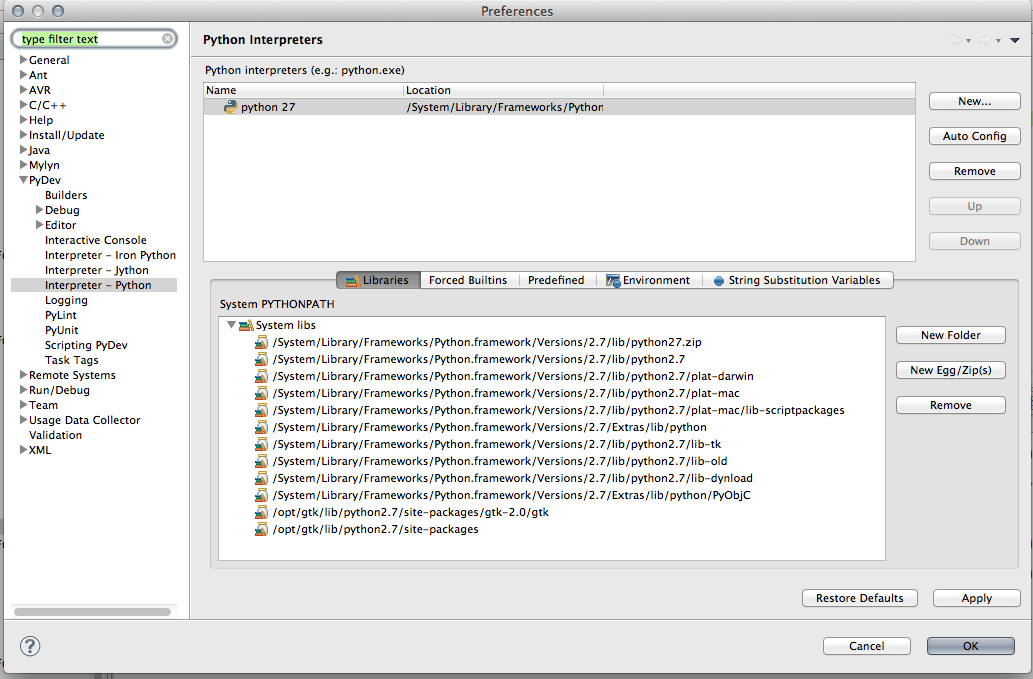 Preferences
type filter text
General
Ant
AVR
C/C++
Help
Install/Update
Java
Mylyn
PyDev
Builders
Debug
Editor
Interactive Console
Interpreter - Iron Python
Interpreter - Jython
Interpreter - Python
Logging
PyLint
PyUnit
Scripting PyDev
Task Tags
Remote Systems
Run/Debug
Team
Usage Data Collector
Validation
XML
Python Interpreters
Python interpreters (e.g.: python.exe)
Name Location
python 27 /System/Library/Frameworks/Python
New...
Auto Config
Remove
Up
Down
Libraries Forced Builtins Predefined Environment String Substitution Variables
System PYTHONPATH
System libs
/System/Library/Frameworks/Python.framework/Versions/2.7/lib/python27.zip
/System/Library/Frameworks/Python.framework/Versions/2.7/lib/python2.7
/System/Library/Frameworks/Python.framework/Versions/2.7/lib/python2.7/plat-darwin
/System/Library/Frameworks/Python.framework/Versions/2.7/lib/python2.7/plat-mac
/System/Library/Frameworks/Python.framework/Versions/2.7/lib/python2.7/plat-mac/lib-scriptpackages
/System/Library/Frameworks/Python.framework/Versions/2.7/Extras/lib/python
/System/Library/Frameworks/Python.framework/Versions/2.7/lib/python2.7/lib-tk
/System/Library/Frameworks/Python.framework/Versions/2.7/lib/python2.7/lib-old
/System/Library/Frameworks/Python.framework/Versions/2.7/lib/python2.7/lib-dynload
/System/Library/Frameworks/Python.framework/Versions/2.7/Extras/lib/python/PyObjC
/opt/gtk/lib/python2.7/site-packages/gtk-2.0/gtk
/opt/gtk/lib/python2.7/site-packages
New Folder
New Egg/Zip(s)
Remove
Restore Defaults Apply
? Cancel OK